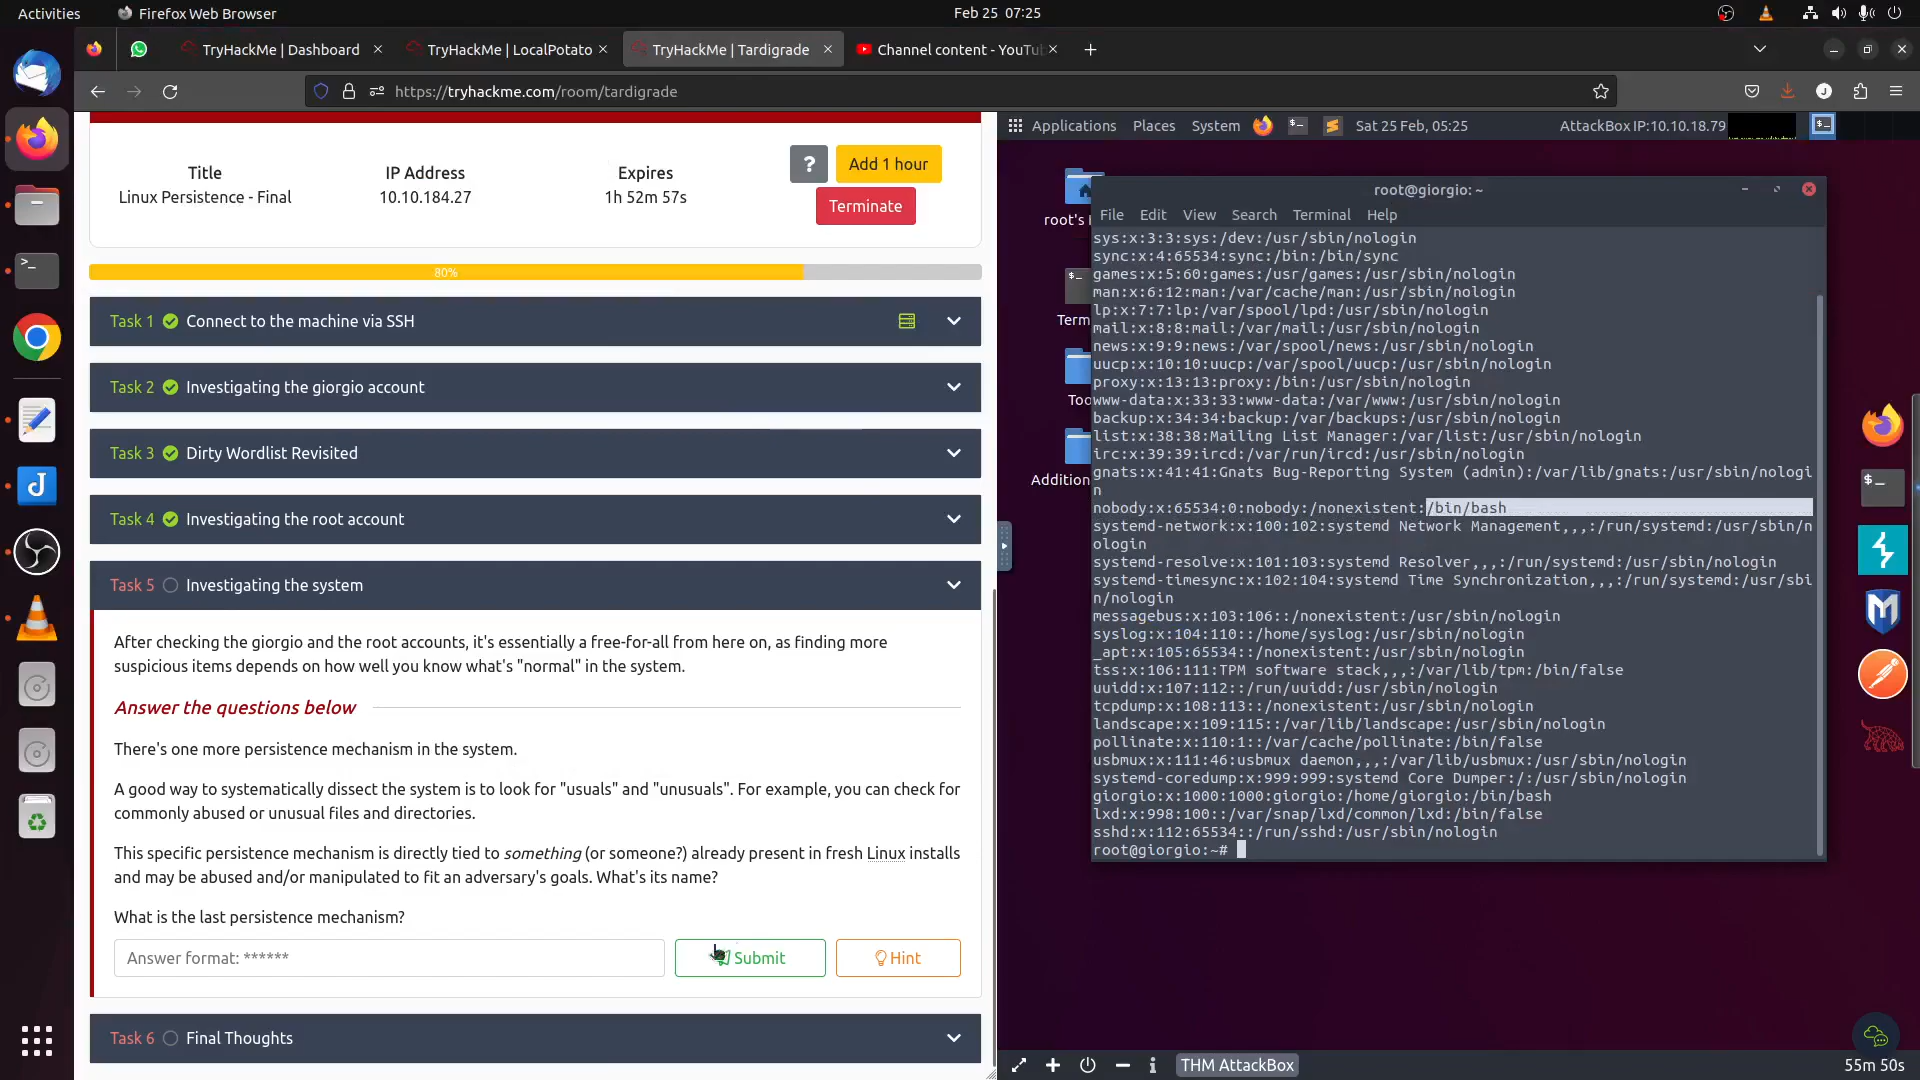 Activities
Firefox Web Browser
Feb 25 07:25
TryHackMe | Dashboard
TryHackMe | LocalPotato
TryHackMe | Tardigrade
Channel content - YouTu
https://tryhackme.com/room/tardigrade
Title
Linux Persistence - Final
IP Address
10.10.184.27
Expires
1h 52m 57s
?
Add 1 hour
Terminate
80%
Task 1 Connect to the machine via SSH
Task 2 Investigating the giorgio account
Task 3 Dirty Wordlist Revisited
Task 4 Investigating the root account
Task 5 Investigating the system
After checking the giorgio and the root accounts, it's essentially a free-for-all from here on, as finding more
suspicious items depends on how well you know what's "normal" in the system.
Answer the questions below
There's one more persistence mechanism in the system.
A good way to systematically dissect the system is to look for "usuals" and "unusuals". For example, you can check for
commonly abused or unusual files and directories.
This specific persistence mechanism is directly tied to something (or someone?) already present in fresh Linux installs
and may be abused and/or manipulated to fit an adversary's goals. What's its name?
What is the last persistence mechanism?
Answer format: ******
Submit
Hint
Task 6 Final Thoughts
Applications Places System
Sat 25 Feb, 05:25
AttackBox IP:10.10.18.79
root's
Term
Too
Addition
root@giorgio: ~
File Edit View Search Terminal Help
sys:x:3:3:sys:/dev:/usr/sbin/nologin
sync:x:4:65534:sync:/bin:/bin/sync
games:x:5:60:games:/usr/games:/usr/sbin/nologin
man:x:6:12:man:/var/cache/man:/usr/sbin/nologin
lp:x:7:7:lp:/var/spool/lpd:/usr/sbin/nologin
mail:x:8:8:mail:/var/mail:/usr/sbin/nologin
news:x:9:9:news:/var/spool/news:/usr/sbin/nologin
uucp:x:10:10:uucp:/var/spool/uucp:/usr/sbin/nologin
proxy:x:13:13:proxy:/bin:/usr/sbin/nologin
www-data:x:33:33:www-data:/var/www:/usr/sbin/nologin
backup:x:34:34:backup:/var/backups:/usr/sbin/nologin
list:x:38:38:Mailing List Manager:/var/list:/usr/sbin/nologin
irc:x:39:39:ircd:/var/run/ircd:/usr/sbin/nologin
gnats:x:41:41:Gnats Bug-Reporting System (admin):/var/lib/gnats:/usr/sbin/nologi
n
nobody:x:65534:0:nobody:/nonexistent:/bin/bash
systemd-network:x:100:102:systemd Network Management,,,:/run/systemd:/usr/sbin/n
ologin
systemd-resolve:x:101:103:systemd Resolver,,,:/run/systemd:/usr/sbin/nologin
systemd-timesync:x:102:104:systemd Time Synchronization,,,:/run/systemd:/usr/sbi
n/nologin
messagebus:x:103:106::/nonexistent:/usr/sbin/nologin
syslog:x:104:110::/home/syslog:/usr/sbin/nologin
_apt:x:105:65534::/nonexistent:/usr/sbin/nologin
tss:x:106:111:TPM software stack,,,:/var/lib/tpm:/bin/false
uuidd:x:107:112::/run/uuidd:/usr/sbin/nologin
tcpdump:x:108:113::/nonexistent:/usr/sbin/nologin
landscape:x:109:115::/var/lib/landscape:/usr/sbin/nologin
pollinate:x:110:1::/var/cache/pollinate:/bin/false
usbmux:x:111:46:usbmux daemon,,,:/var/lib/usbmux:/usr/sbin/nologin
systemd-coredump:x:999:999:systemd Core Dumper:/:/usr/sbin/nologin
giorgio:x:1000:1000:giorgio:/home/giorgio:/bin/bash
lxd:x:998:100::/var/snap/lxd/common/lxd:/bin/false
sshd:x:112:65534::/run/sshd:/usr/sbin/nologin
root@giorgio:~#
THM AttackBox
55m 50s